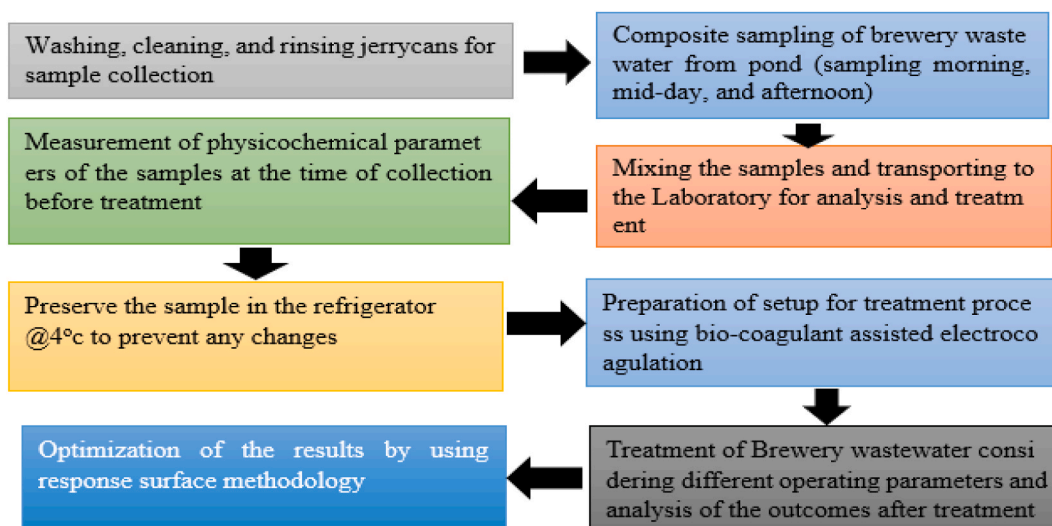 Washing, cleaning, and rinsing jerrycans for
sample collection
Composite sampling of brewery waste
water from pond (sampling morning,
mid-day, and afternoon)
Mixing the samples and transporting to
the Laboratory for analysis and treatm
ent
Measurement of physicochemical paramet
ers of the samples at the time of collection
before treatment
Preserve the sample in the refrigerator
@4°c to prevent any changes
Preparation of setup for treatment proce
ss using bio-coagulant assisted electroco
agulation
Treatment of Brewery wastewater consi
dering different operating parameters and
analysis of the outcomes after treatment
Optimization of the results by using
response surface methodology